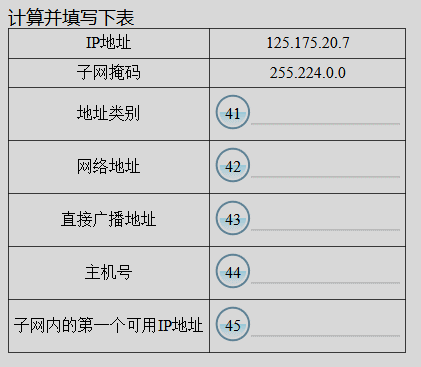 计算并填写下表
IP地址 125.175.20.7
子网掩码 255.224.0.0
地址类别 41
网络地址 42
直接广播地址 43
主机号 44
子网内的第一个可用IP地址 45